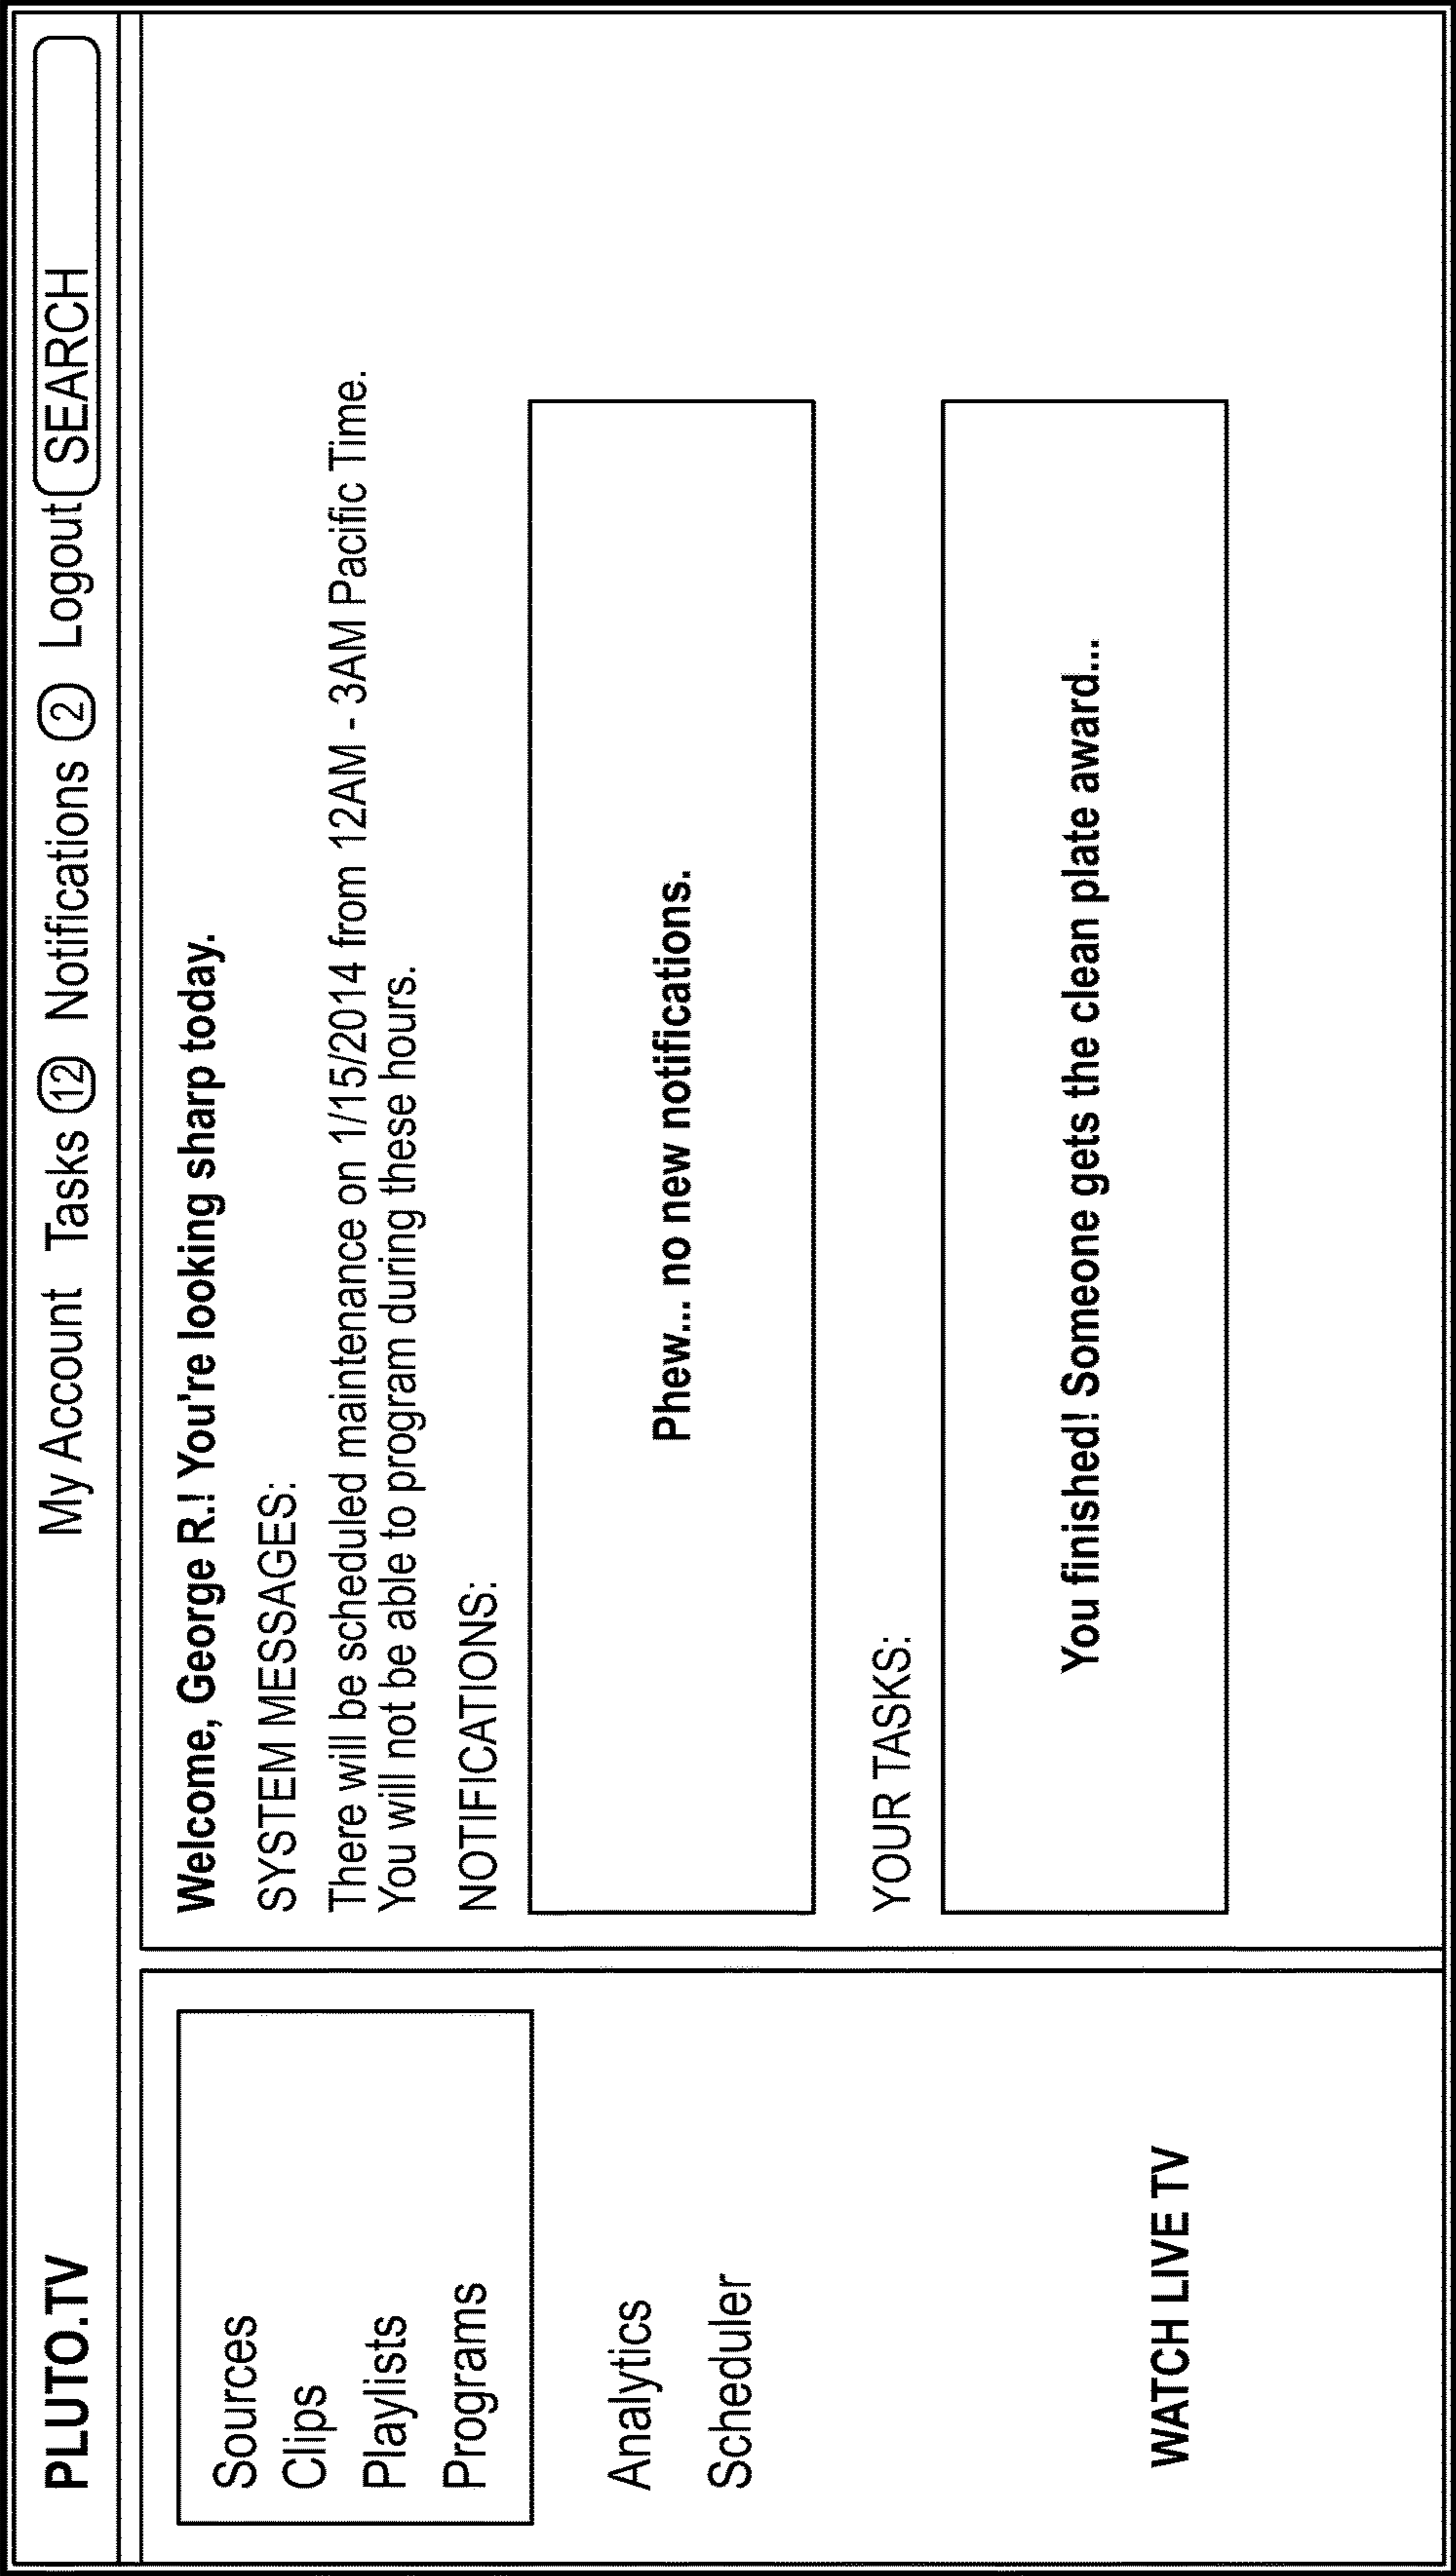 PLUTO.TV
My Account Tasks 12 Notifications 2 Logout SEARCH
Sources
Clips
Playlists
Programs
Analytics
Scheduler
WATCH LIVE TV
Welcome, George R.! You're looking sharp today.
SYSTEM MESSAGES:
There will be scheduled maintenance on 1/15/2014 from 12AM - 3AM Pacific Time.
You will not be able to program during these hours.
NOTIFICATIONS:
Phew... no new notifications.
YOUR TASKS:
You finished! Someone gets the clean plate award...